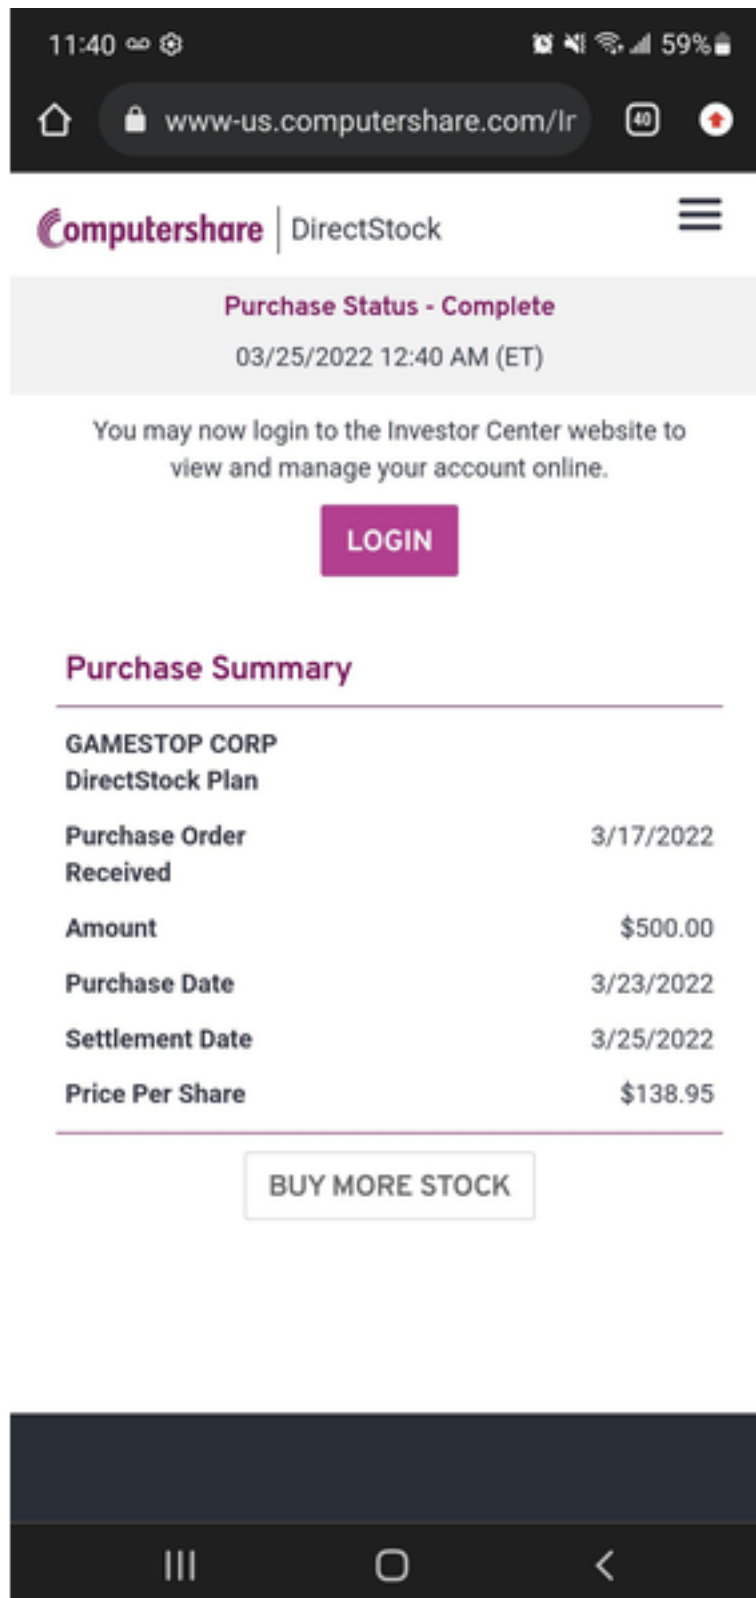 11:40 59%
www-us.computershare.com/Ir 40
Computershare | DirectStock
Purchase Status - Complete
03/25/2022 12:40 AM (ET)
You may now login to the Investor Center website to
view and manage your account online.
LOGIN
Purchase Summary
GAMESTOP CORP
DirectStock Plan
Purchase Order 3/17/2022
Received
Amount $500.00
Purchase Date 3/23/2022
Settlement Date 3/25/2022
Price Per Share $138.95
BUY MORE STOCK